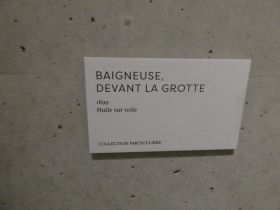 BAIGNEUSE,
DEVANT LA GROTTE
1899
Huile sur toile
COLLECTION PARTICULIÈRE